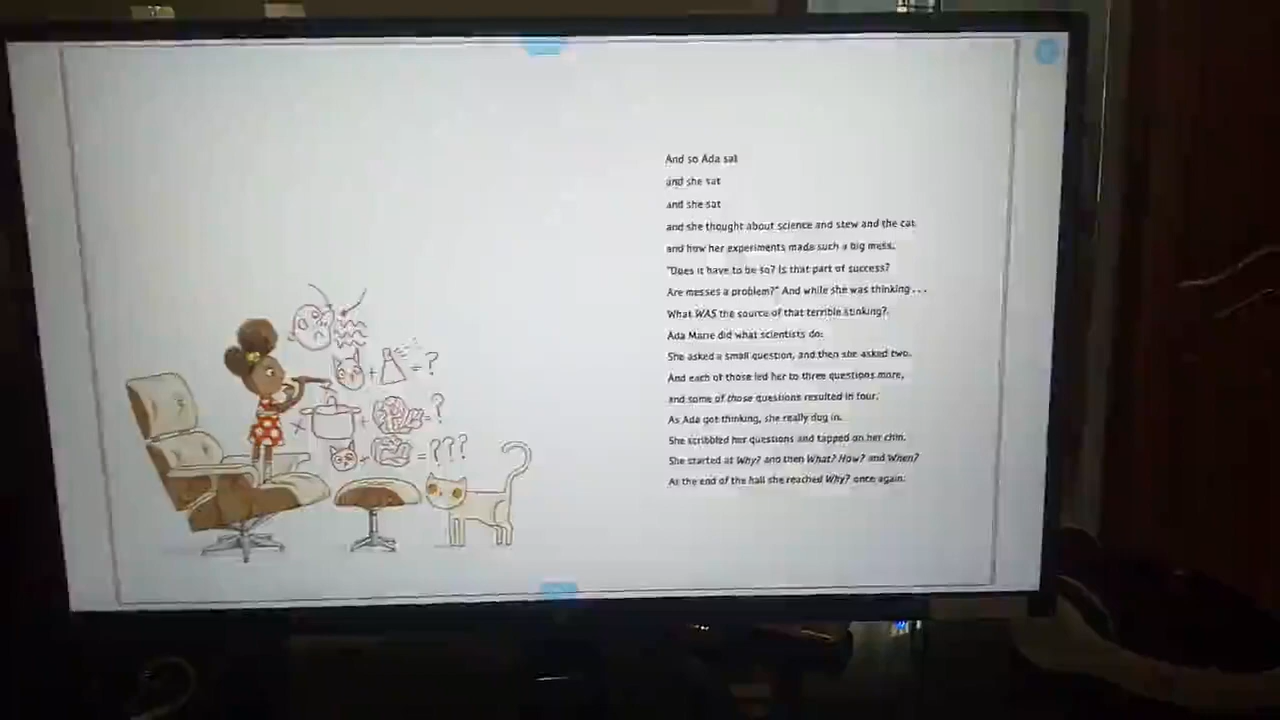 And so Ada sat
and she sat
and she sat
and she thought about science and stew and the cat
and how her experiments made such a big mess.
"Does it have to be so? Is that part of success?
Are messes a problem?" And while she was thinking . . .
What WAS the source of that terrible stinking?
Ada Marie did what scientists do:
She asked a small question, and then she asked two.
And each of those led her to three questions more,
and some of those questions resulted in four.
As Ada got thinking, she really dug in.
She scribbled her questions and tapped on her chin.
She started at Why? and then What? How? and When?
At the end of the hall she reached Why? once again.
+ = ?
× + = ?
+ = ???